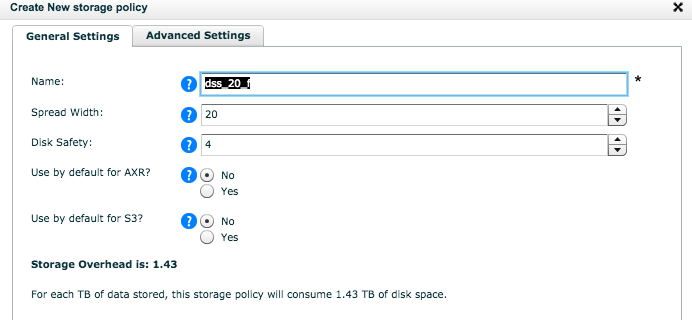 Create New storage policy
General Settings
Advanced Settings
Name:
?
*
Spread Width:
?
20
Disk Safety:
?
4
Use by default for AXR?
?
No
Yes
Use by default for S3?
?
No
Yes
Storage Overhead is: 1.43
For each TB of data stored, this storage policy will consume 1.43 TB of disk space.